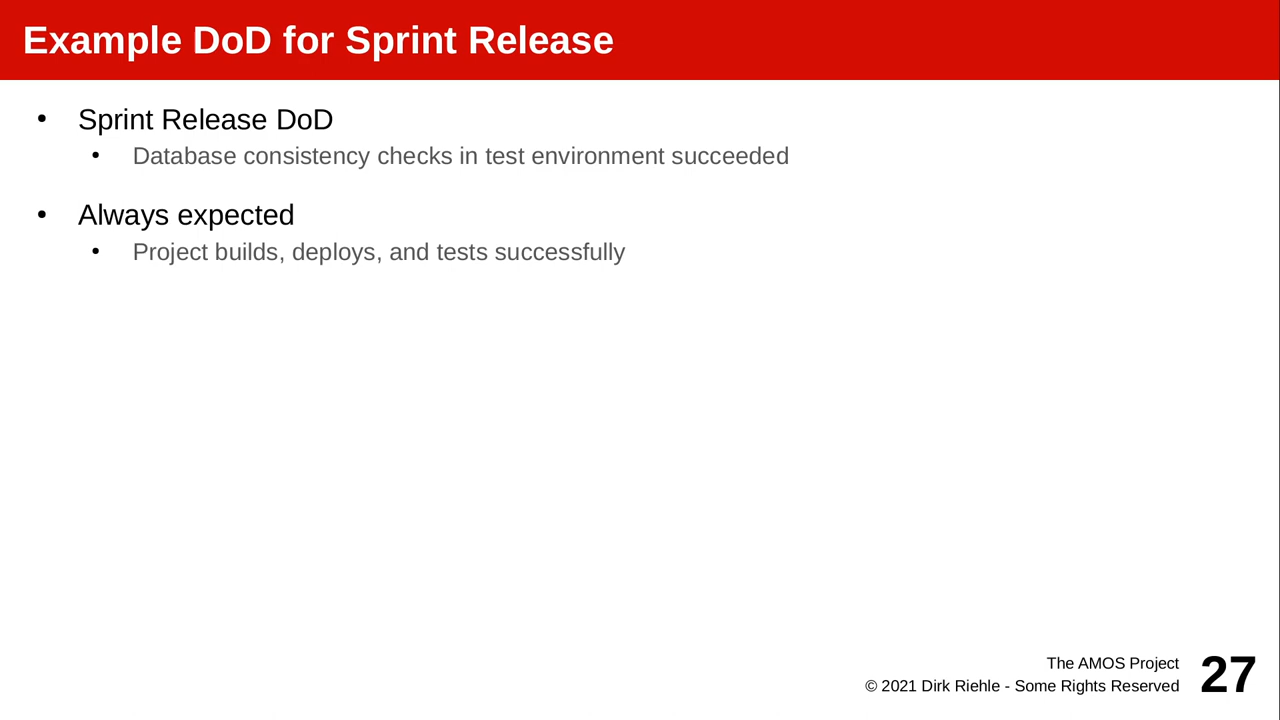 Example DoD for Sprint Release
• Sprint Release DoD
• Database consistency checks in test environment succeeded
• Always expected
• Project builds, deploys, and tests successfully
The AMOS Project
© 2021 Dirk Riehle - Some Rights Reserved
27